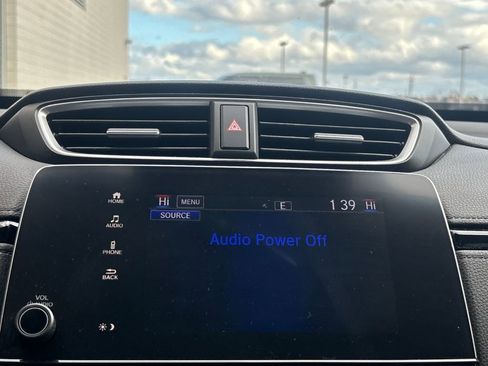 HOME
Hi MENU E 1 39 Hi
SOURCE
AUDIO
Audio Power Off
PHONE
BACK
VOL
AUDIO